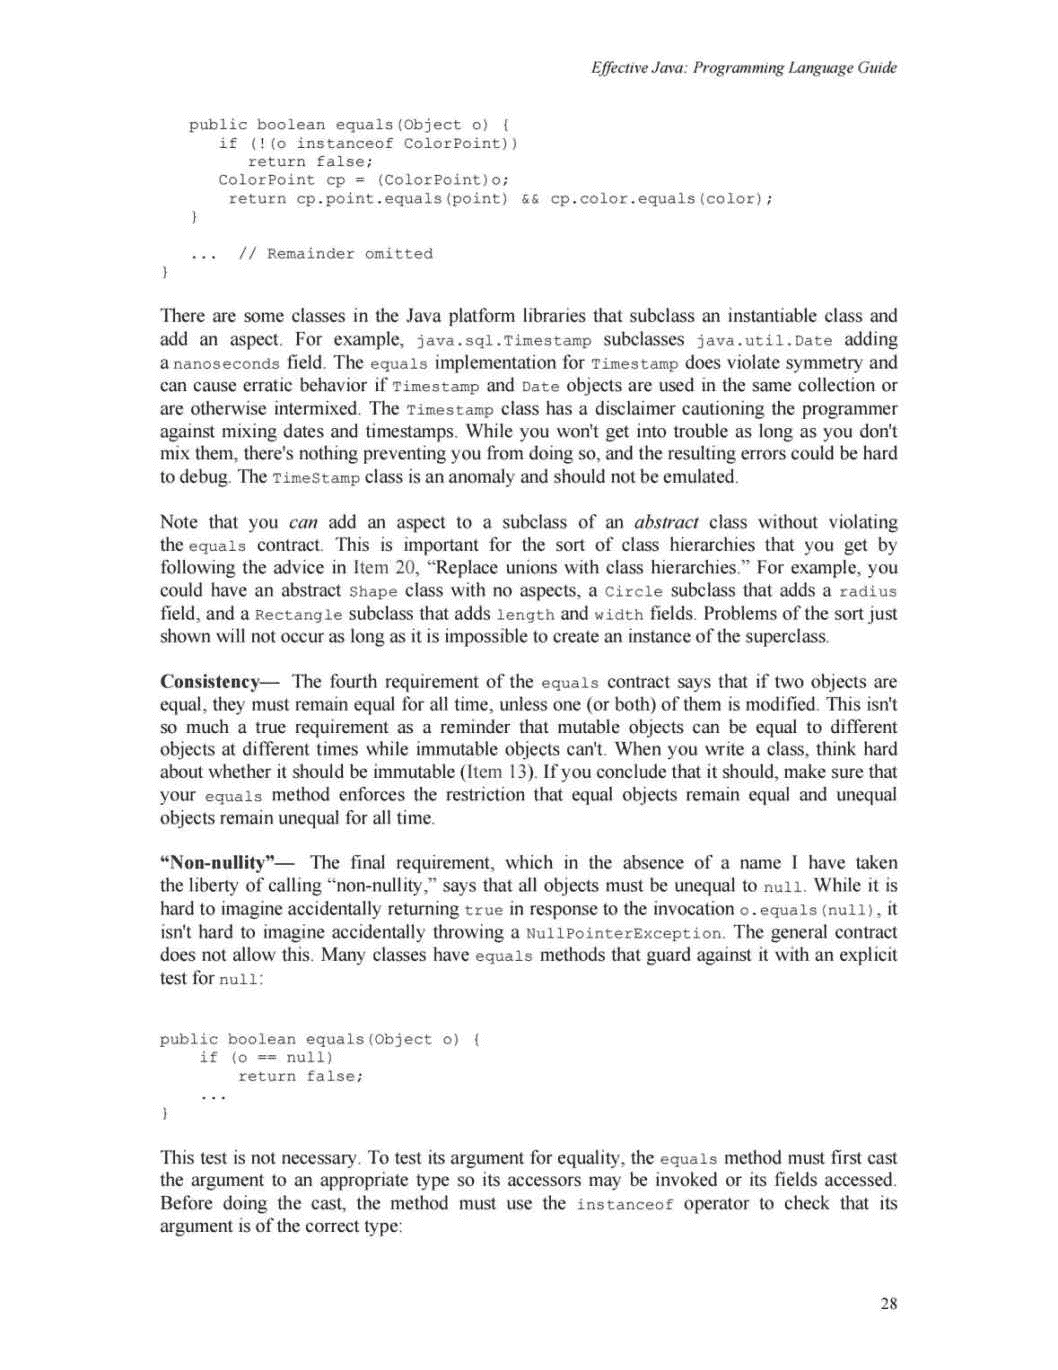 Effective Java: Programming Language Guide
public boolean equals(Object o) {
if (!(o instanceof ColorPoint))
return false;
ColorPoint cp = (ColorPoint)o;
return cp.point.equals(point) && cp.color.equals(color);
}
... // Remainder omitted
}
There are some classes in the Java platform libraries that subclass an instantiable class and
add an aspect. For example, java.sql.Timestamp subclasses java.util.Date adding
a nanoseconds field. The equals implementation for Timestamp does violate symmetry and
can cause erratic behavior if Timestamp and Date objects are used in the same collection or
are otherwise intermixed. The Timestamp class has a disclaimer cautioning the programmer
against mixing dates and timestamps. While you won't get into trouble as long as you don't
mix them, there's nothing preventing you from doing so, and the resulting errors could be hard
to debug. The TimeStamp class is an anomaly and should not be emulated.
Note that you can add an aspect to a subclass of an abstract class without violating
the equals contract. This is important for the sort of class hierarchies that you get by
following the advice in Item 20, “Replace unions with class hierarchies.” For example, you
could have an abstract Shape class with no aspects, a Circle subclass that adds a radius
field, and a Rectangle subclass that adds length and width fields. Problems of the sort just
shown will not occur as long as it is impossible to create an instance of the superclass.
Consistency— The fourth requirement of the equals contract says that if two objects are
equal, they must remain equal for all time, unless one (or both) of them is modified. This isn't
so much a true requirement as a reminder that mutable objects can be equal to different
objects at different times while immutable objects can't. When you write a class, think hard
about whether it should be immutable (Item 13). If you conclude that it should, make sure that
your equals method enforces the restriction that equal objects remain equal and unequal
objects remain unequal for all time.
“Non-nullity”— The final requirement, which in the absence of a name I have taken
the liberty of calling “non-nullity,” says that all objects must be unequal to null. While it is
hard to imagine accidentally returning true in response to the invocation o.equals(null), it
isn't hard to imagine accidentally throwing a NullPointerException. The general contract
does not allow this. Many classes have equals methods that guard against it with an explicit
test for null:
public boolean equals(Object o) {
if (o == null)
return false;
...
}
This test is not necessary. To test its argument for equality, the equals method must first cast
the argument to an appropriate type so its accessors may be invoked or its fields accessed.
Before doing the cast, the method must use the instanceof operator to check that its
argument is of the correct type:
28